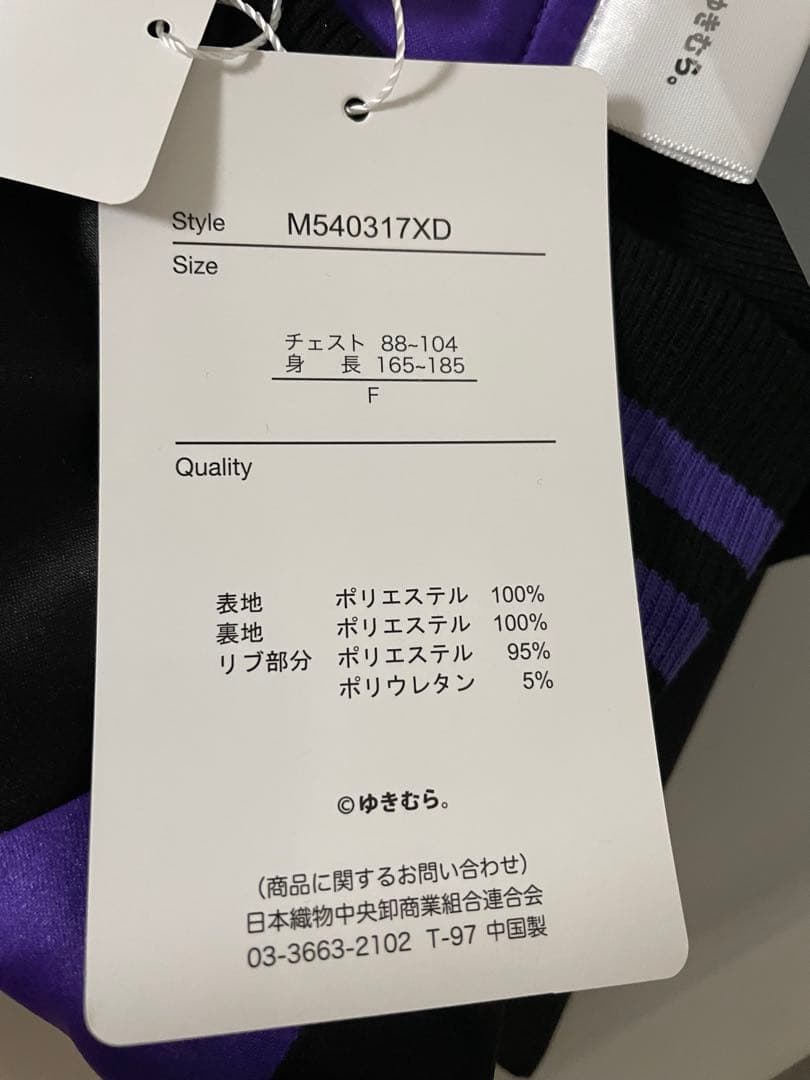 ゆきむら。
Style M540317XD
Size
チェスト 88~104
身 長 165~185
F
Quality
表地 ポリエステル 100%
裏地 ポリエステル 100%
リブ部分 ポリエステル 95%
ポリウレタン 5%
©ゆきむら。
(商品に関するお問い合わせ)
日本織物中央卸商業組合連合会
03-3663-2102 T-97 中国製